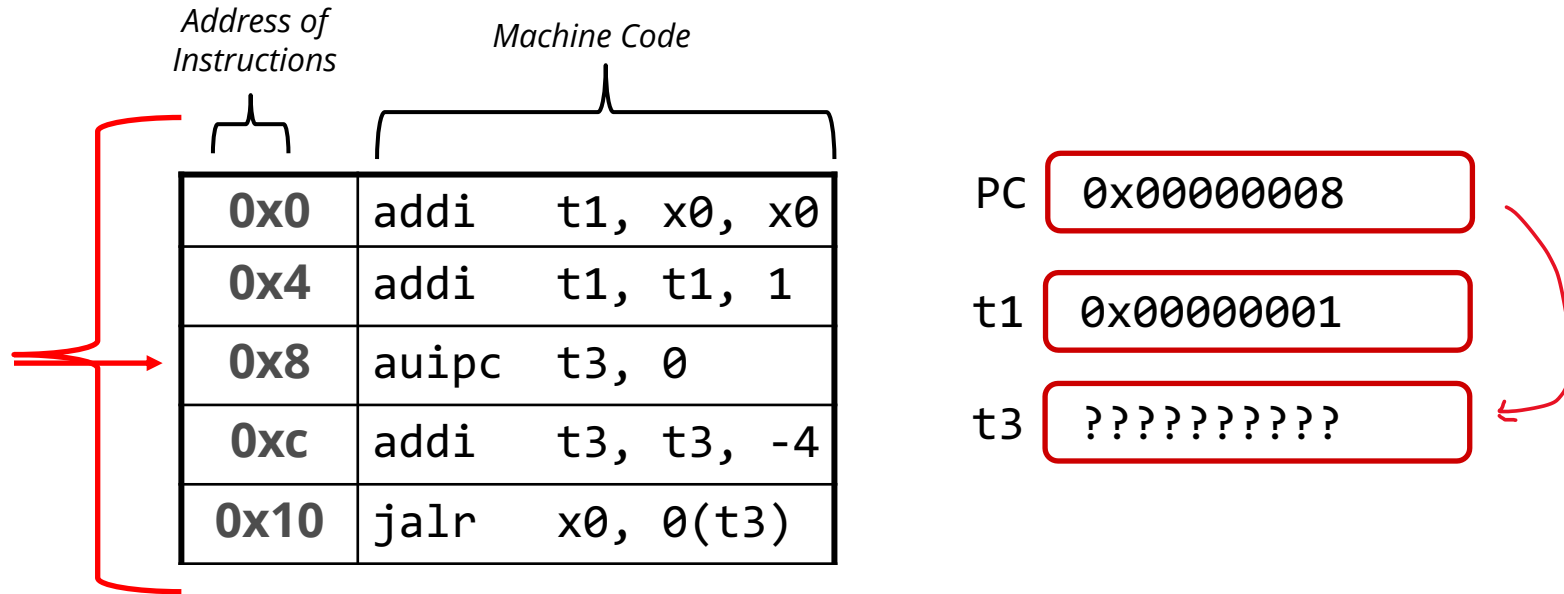 Address of
Instructions
Machine Code
0x0 addi t1, x0, x0
0x4 addi t1, t1, 1
0x8 auipc t3, 0
0xc addi t3, t3, -4
0x10 jalr x0, 0(t3)
PC 0x00000008
t1 0x00000001
t3 ??????????